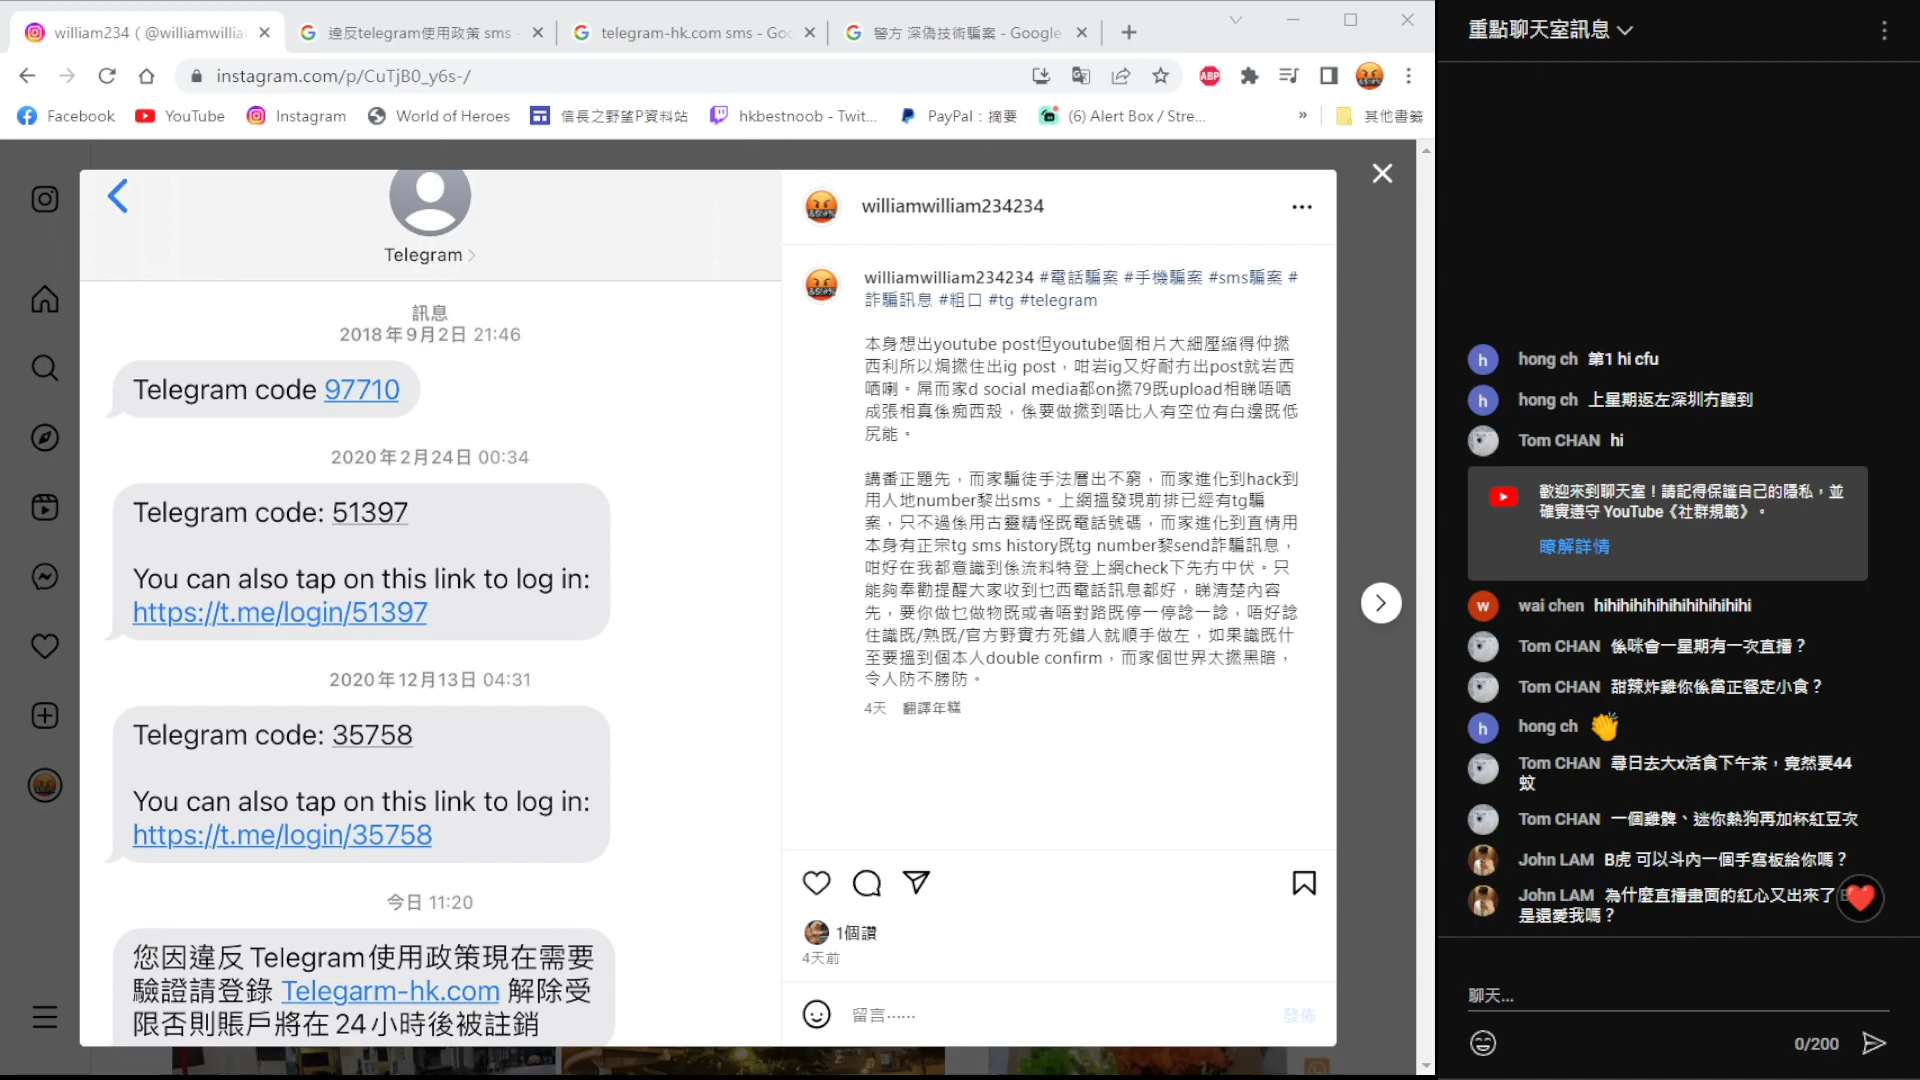 william234 ( @williamwillia
違反telegram使用政策 sms -
telegram-hk.com sms - Goo
警方 深偽技術騙案 - Google
instagram.com/p/CuTjB0_y6s-/
ABP
Facebook
YouTube
Instagram
World of Heroes
信長之野望P資料站
hkbestnoob - Twit...
PayPal：摘要
(6) Alert Box / Stre...
»
其他書籤
Telegram
訊息
2018年9月2日 21:46
Telegram code 97710
2020年2月24日 00:34
Telegram code: 51397
You can also tap on this link to log in:
https://t.me/login/51397
2020年12月13日 04:31
Telegram code: 35758
You can also tap on this link to log in:
https://t.me/login/35758
今日 11:20
您因違反Telegram使用政策現在需要
驗證請登錄 Telegarm-hk.com 解除受
限否則賬戶將在24小時後被註銷
williamwilliam234234
williamwilliam234234 #電話騙案 #手機騙案 #sms騙案 #
詐騙訊息 #粗口 #tg #telegram
本身想出youtube post但youtube個相片大細壓縮得仲撚
西利所以焗撚住出ig post，咁岩ig又好耐冇出post就岩西
哂喇。屌而家d social media都on撚79既upload相睇唔哂
成張相真係痴西殼，係要做撚到唔比人有空位有白邊既低
尻能。
講番正題先，而家騙徒手法層出不窮，而家進化到hack到
用人地number黎出sms。上網搵發現前排已經有tg騙
案，只不過係用古靈精怪既電話號碼，而家進化到直情用
本身有正宗tg sms history既tg number黎send詐騙訊息，
咁好在我都意識到係流料特登上網check下先冇中伏。只
能夠奉勸提醒大家收到乜西電話訊息都好，睇清楚內容
先，要你做乜做物既或者唔對路既停一停諗一諗，唔好諗
住識既/熟既/官方野實冇死錯人就順手做左，如果識既什
至要搵到個本人double confirm，而家個世界太撚黑暗，
令人防不勝防。
4天 翻譯年糕
1個讚
4天前
留言......
發佈
重點聊天室訊息
hong ch 第1 hi cfu
hong ch 上星期返左深圳冇聽到
Tom CHAN hi
歡迎來到聊天室！請記得保護自己的隱私，並
確實遵守 YouTube《社群規範》。
瞭解詳情
wai chen hihihihihihihihihihihihi
Tom CHAN 係咪會一星期有一次直播？
Tom CHAN 甜辣炸雞你係當正餐定小食？
hong ch 👏
Tom CHAN 尋日去大x活食下午茶，竟然要44
蚊
Tom CHAN 一個雞髀、迷你熱狗再加杯紅豆冰
John LAM B虎 可以斗內一個手寫板給你嗎？
John LAM 為什麼直播畫面的紅心又出來了
是還愛我嗎？
聊天...
0/200